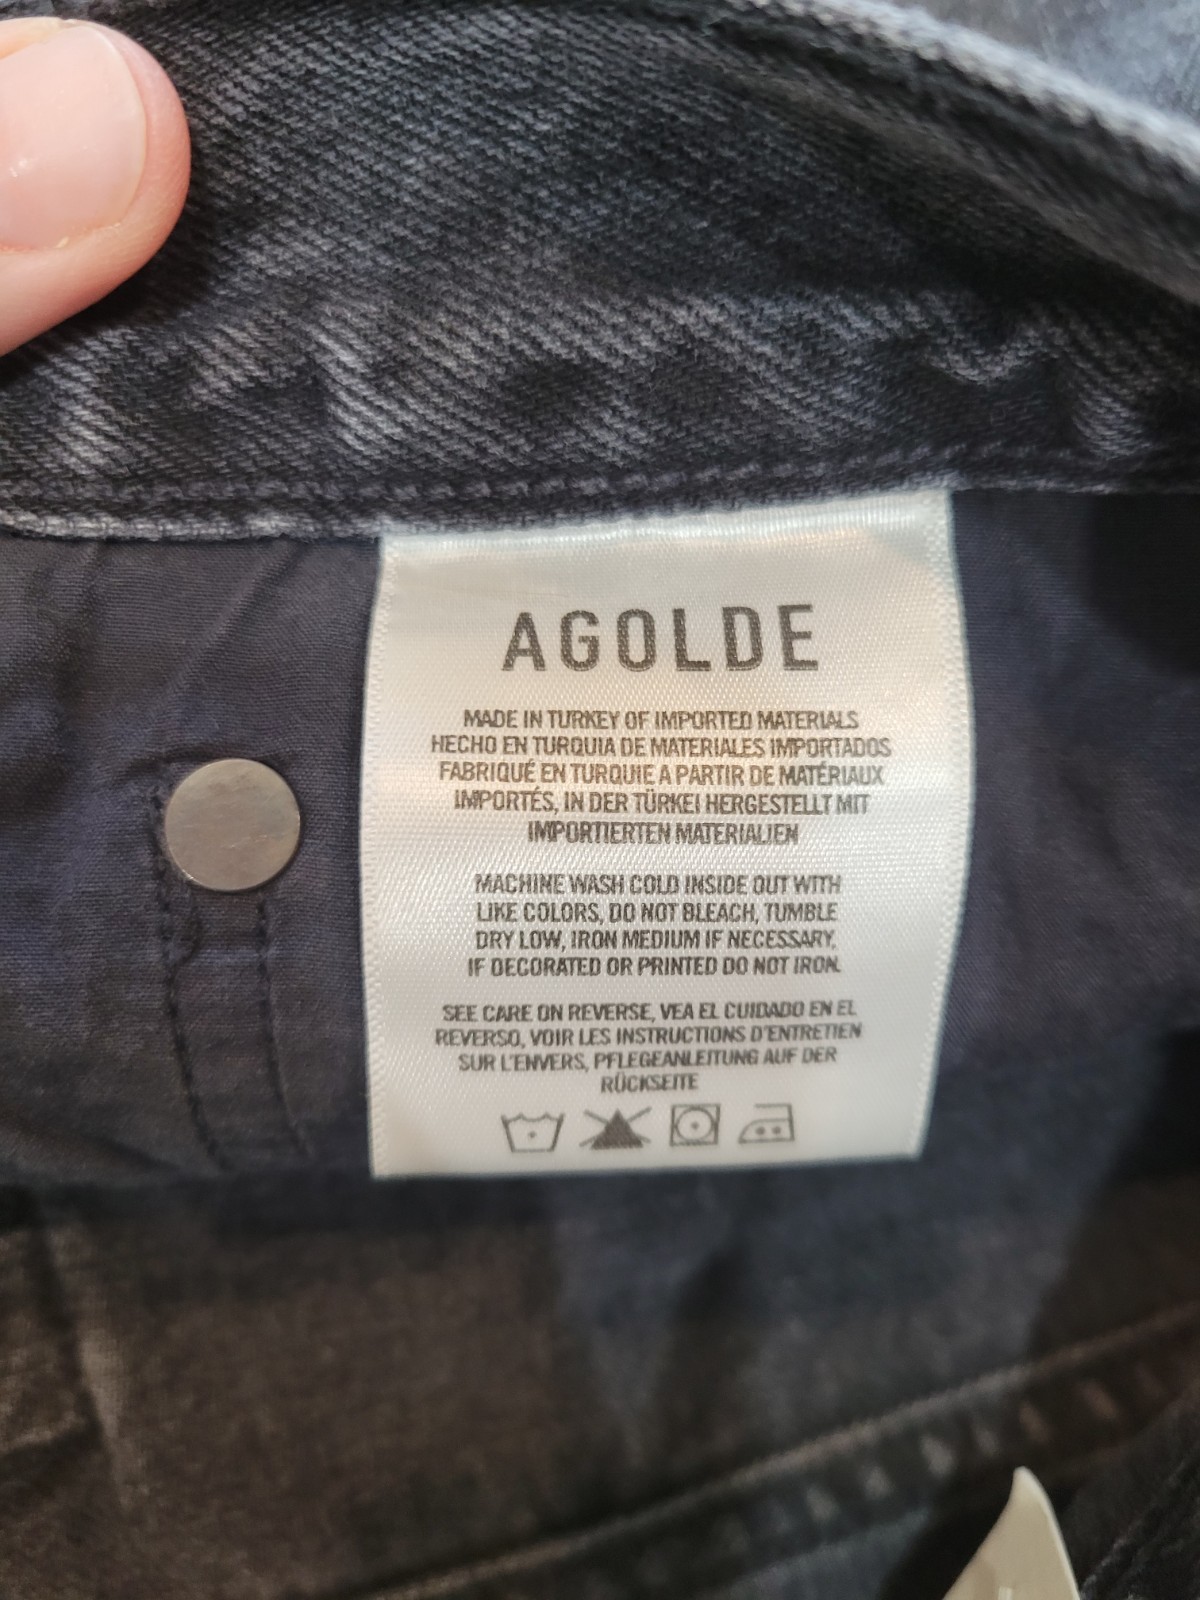 AGOLDE
MADE IN TURKEY OF IMPORTED MATERIALS
HECHO EN TURQUIA DE MATERIALES IMPORTADOS
FABRIQUÉ EN TURQUIE A PARTIR DE MATÉRIAUX
IMPORTÉS, IN DER TÜRKEI HERGESTELLT MIT
IMPORTIERTEN MATERIALIEN
MACHINE WASH COLD INSIDE OUT WITH
LIKE COLORS, DO NOT BLEACH, TUMBLE
DRY LOW, IRON MEDIUM IF NECESSARY.
IF DECORATED OR PRINTED DO NOT IRON.
SEE CARE ON REVERSE, VEA EL CUIDADO EN EL
REVERSO, VOIR LES INSTRUCTIONS D'ENTRETIEN
SUR L'ENVERS, PFLEGEANLEITUNG AUF DER
RÜCKSEITE